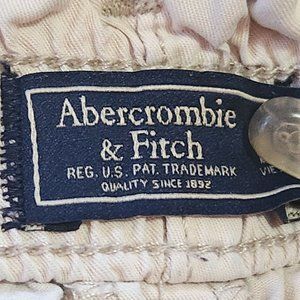 Abercrombie
& Fitch
REG. U.S. PAT. TRADEMARK
QUALITY SINCE 1892